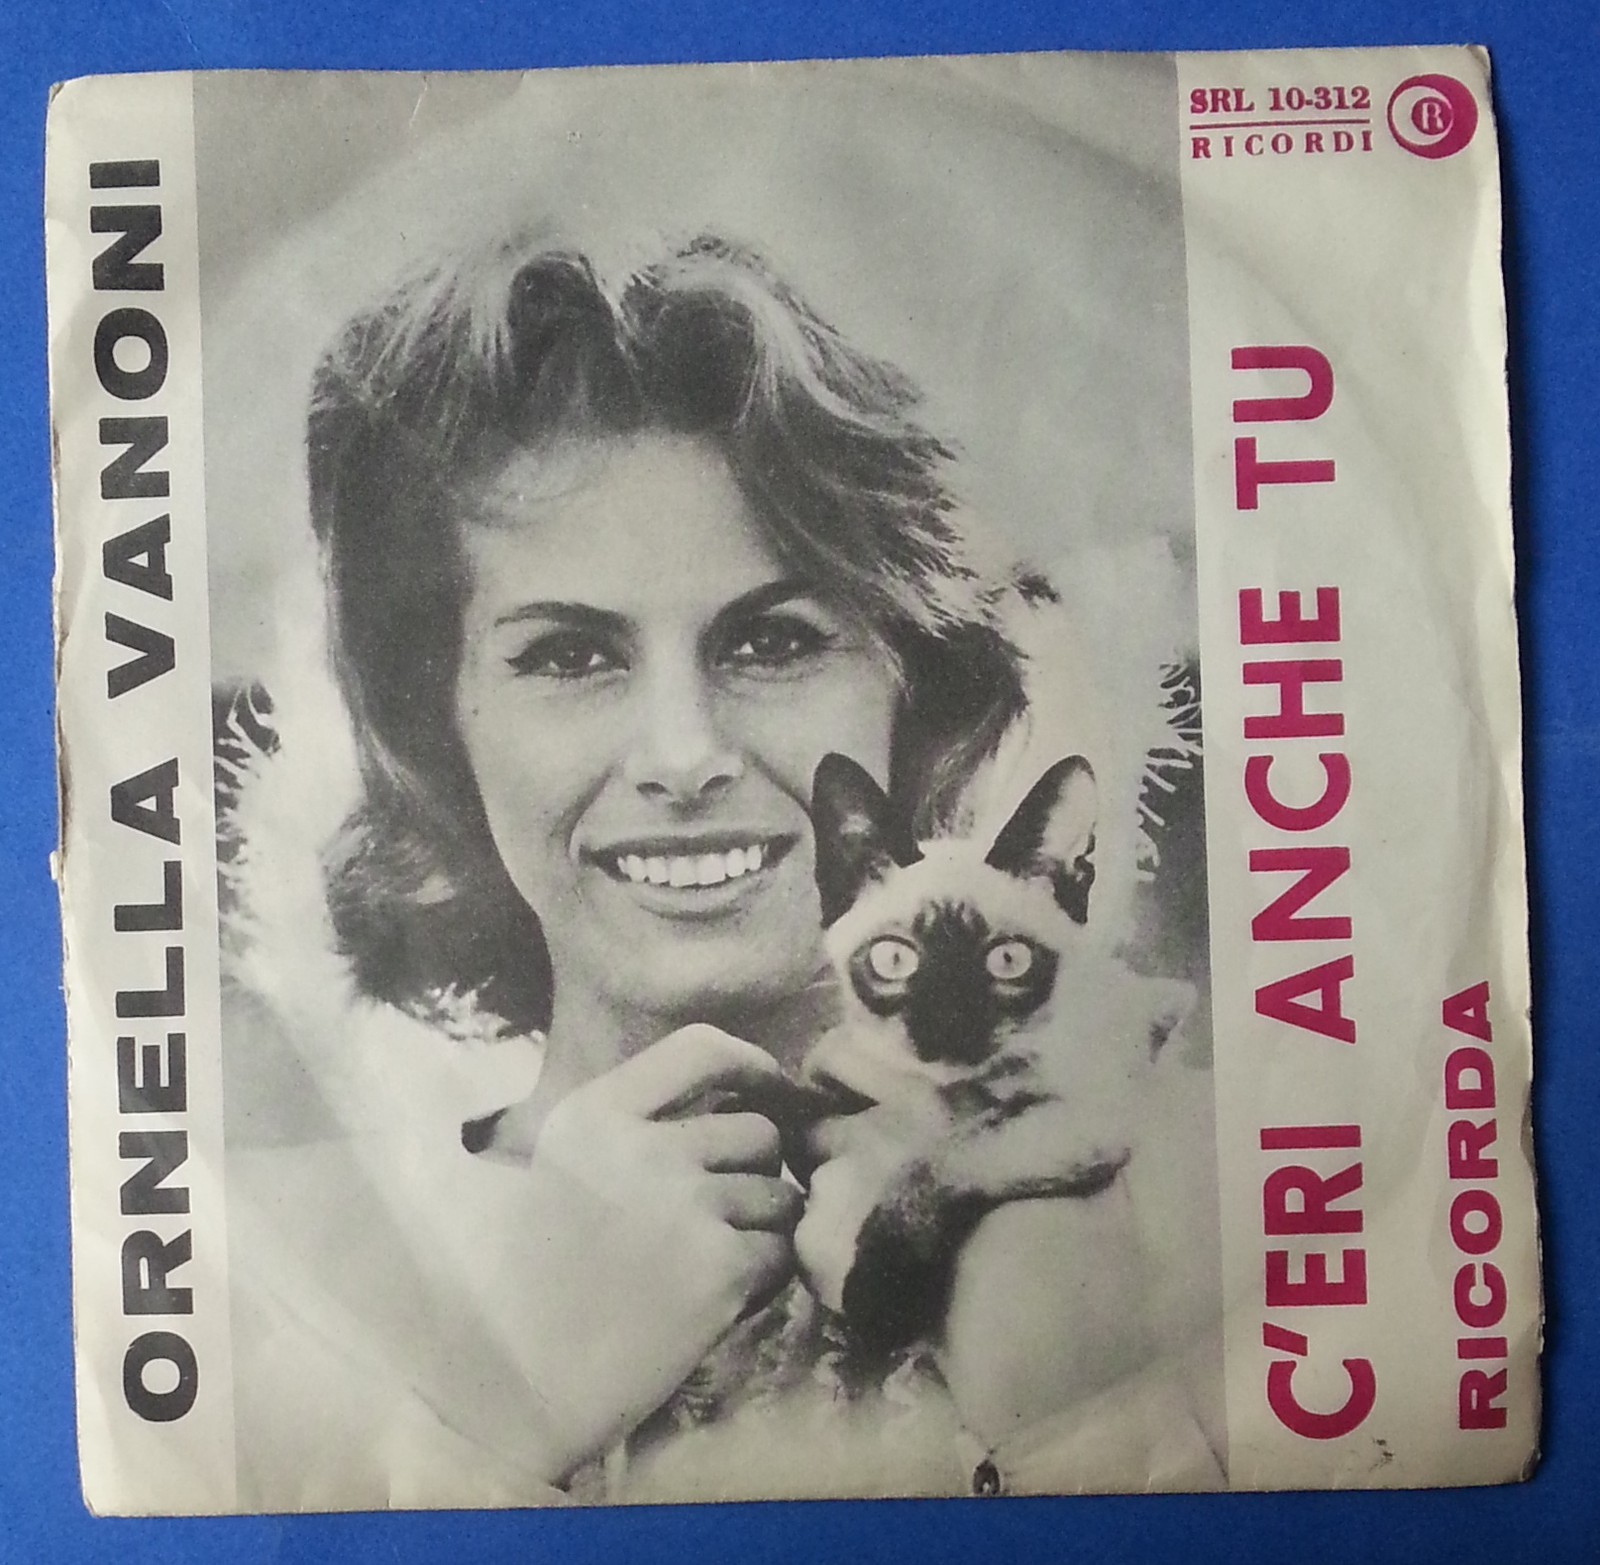 ORNELLA VANONI
SRL 10-312
RICORDI
R
C'ERI ANCHE TU
RICORDA